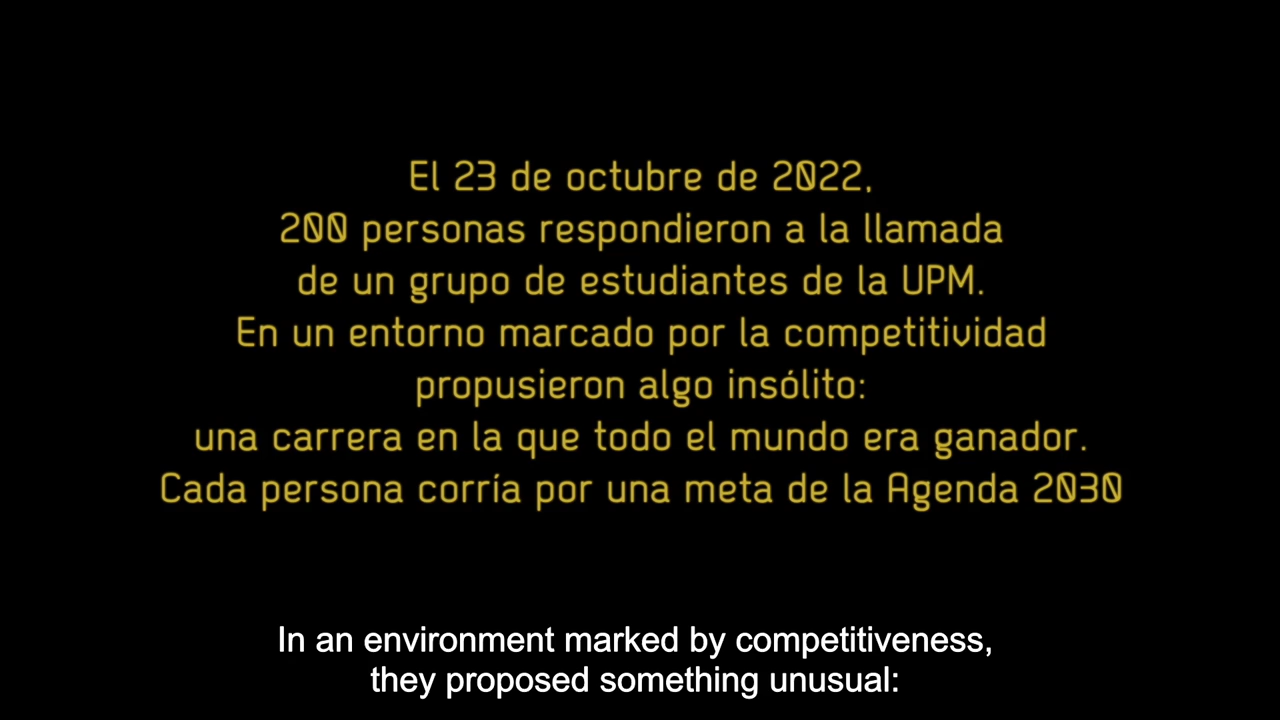 El 23 de octubre de 2022,
200 personas respondieron a la llamada
de un grupo de estudiantes de la UPM.
En un entorno marcado por la competitividad
propusieron algo insólito:
una carrera en la que todo el mundo era ganador.
Cada persona corría por una meta de la Agenda 2030
In an environment marked by competitiveness,
they proposed something unusual: